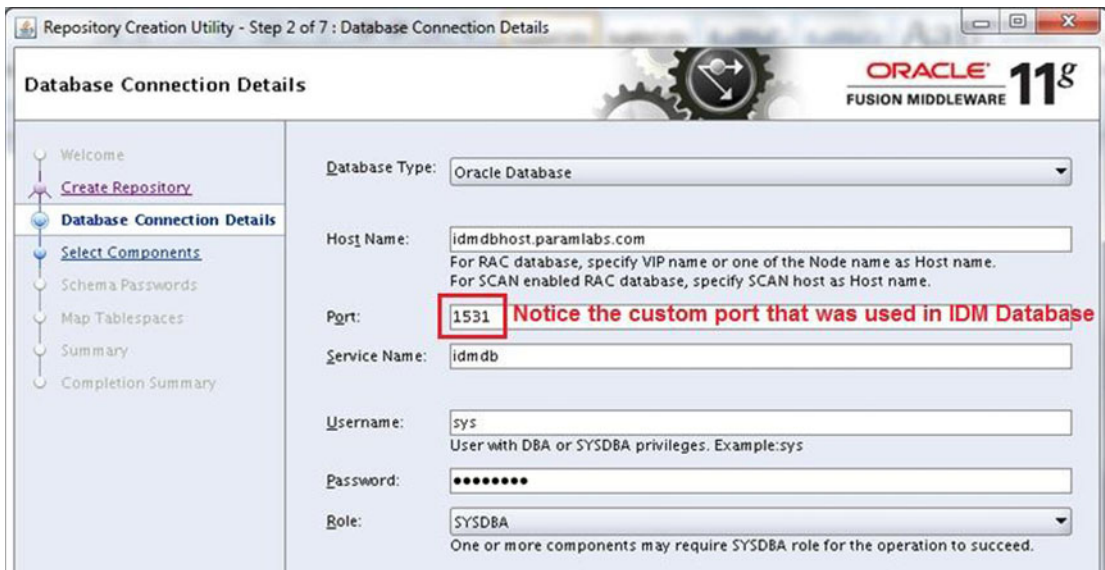 Repository Creation Utility - Step 2 of 7 : Database Connection Details
Database Connection Details
ORACLE
FUSION MIDDLEWARE 11g
Welcome
Create Repository
Database Connection Details
Select Components
Schema Passwords
Map Tablespaces
Summary
Completion Summary
Database Type: Oracle Database
Host Name: idmdbhost.paramlabs.com
For RAC database, specify VIP name or one of the Node name as Host name.
For SCAN enabled RAC database, specify SCAN host as Host name.
Port: 1531 Notice the custom port that was used in IDM Database
Service Name: idmdb
Username: sys
User with DBA or SYSDBA privileges. Example:sys
Password: ●●●●●●●●
Role: SYSDBA
One or more components may require SYSDBA role for the operation to succeed.